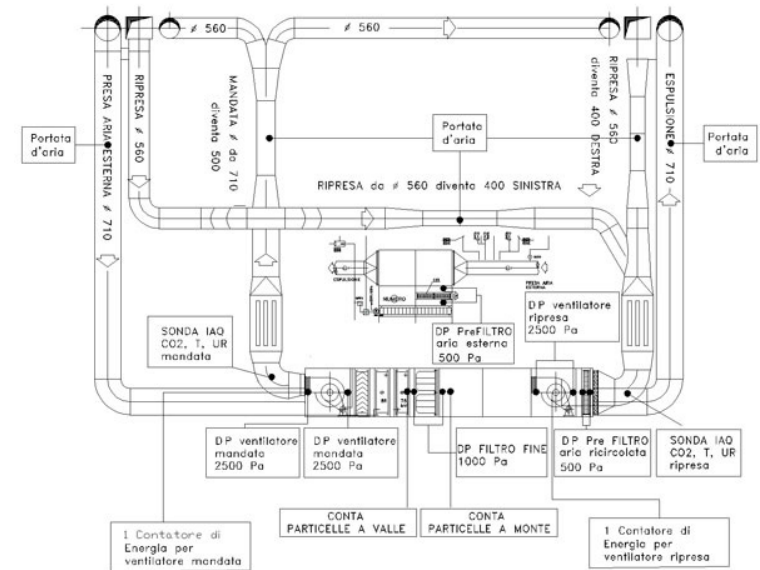 ø 560
ø 560
PRESA ARIA ESTERNA ø 710
RIPRESA ø 560
MANDATA ø da 710
diventa 500
RIPRESA ø 560
diventa 400 DESTRA
ESPULSIONE ø 710
Portata
d'aria
Portata
d'aria
Portata
d'aria
RIPRESA da ø 560 diventa 400 SINISTRA
ESPULSIONE
PRESA ARIA
ESTERNA
DP PreFILTRO
aria esterna
500 Pa
DP ventilatore
ripresa
2500 Pa
SONDA IAQ
CO2, T, UR
mandata
DP ventilatore
mandata
2500 Pa
DP ventilatore
mandata
2500 Pa
DP FILTRO FINE
1000 Pa
DP Pre FILTRO
aria ricircolata
500 Pa
SONDA IAQ
CO2, T, UR
ripresa
CONTA
PARTICELLE A VALLE
CONTA
PARTICELLE A MONTE
1 Contatore di
Energia per
ventilatore mandata
1 Contatore di
Energia per
ventilatore ripresa